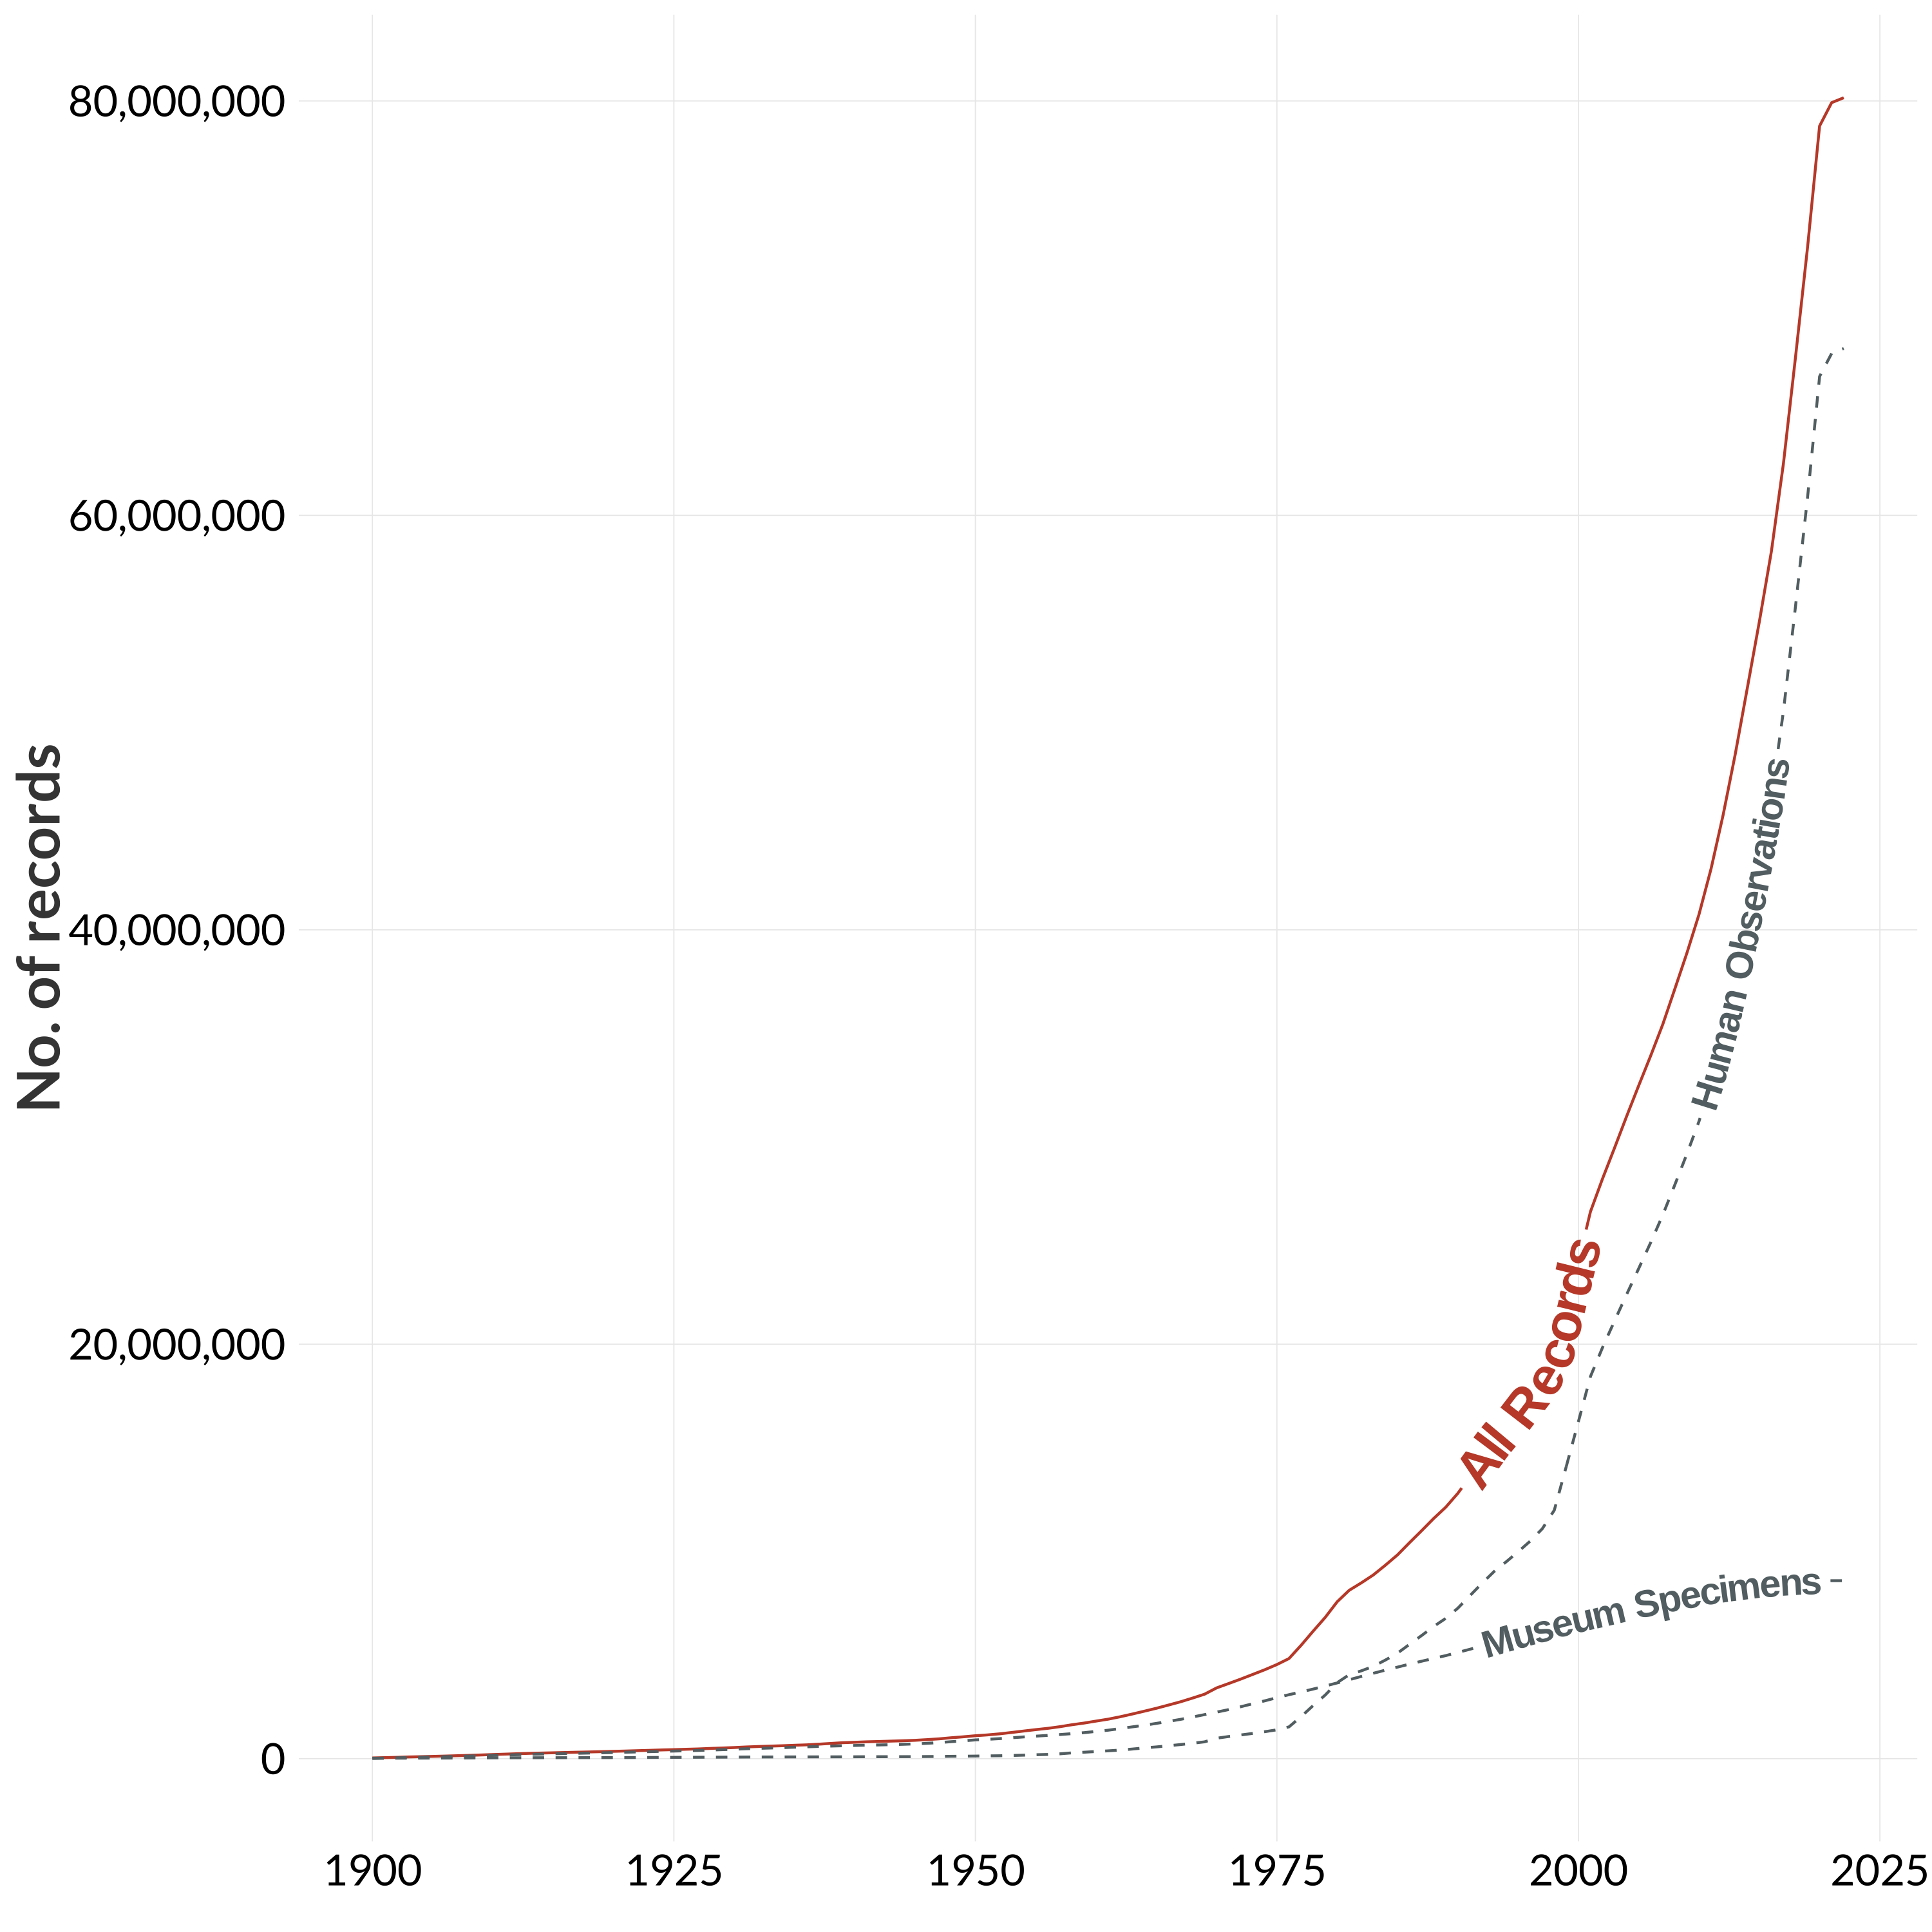 No. of records
80,000,000
60,000,000
40,000,000
20,000,000
0
All Records
Human Observations
Museum Specimens
1900
1925
1950
1975
2000
2025